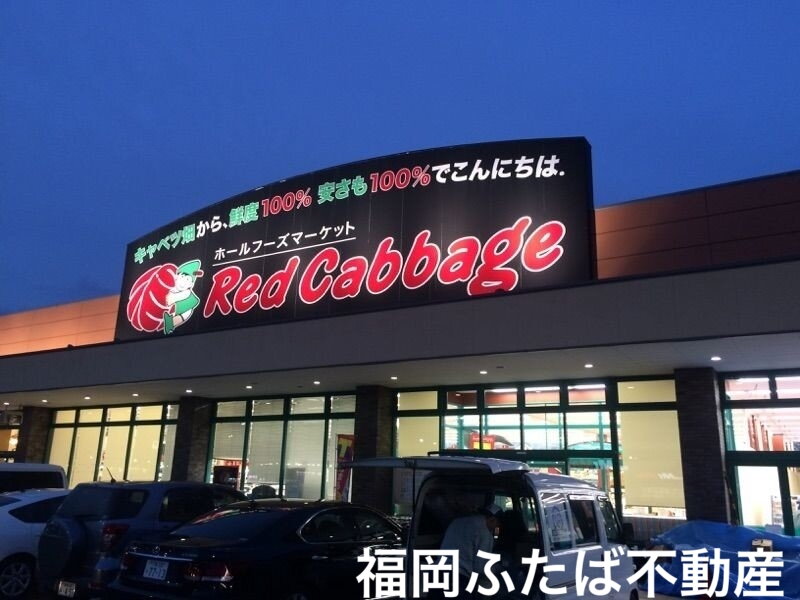 キャベツ畑から、鮮度100% 安さも100%でこんにちは.
ホールフーズマーケット
Red Cabbage
福岡ふたば不動産